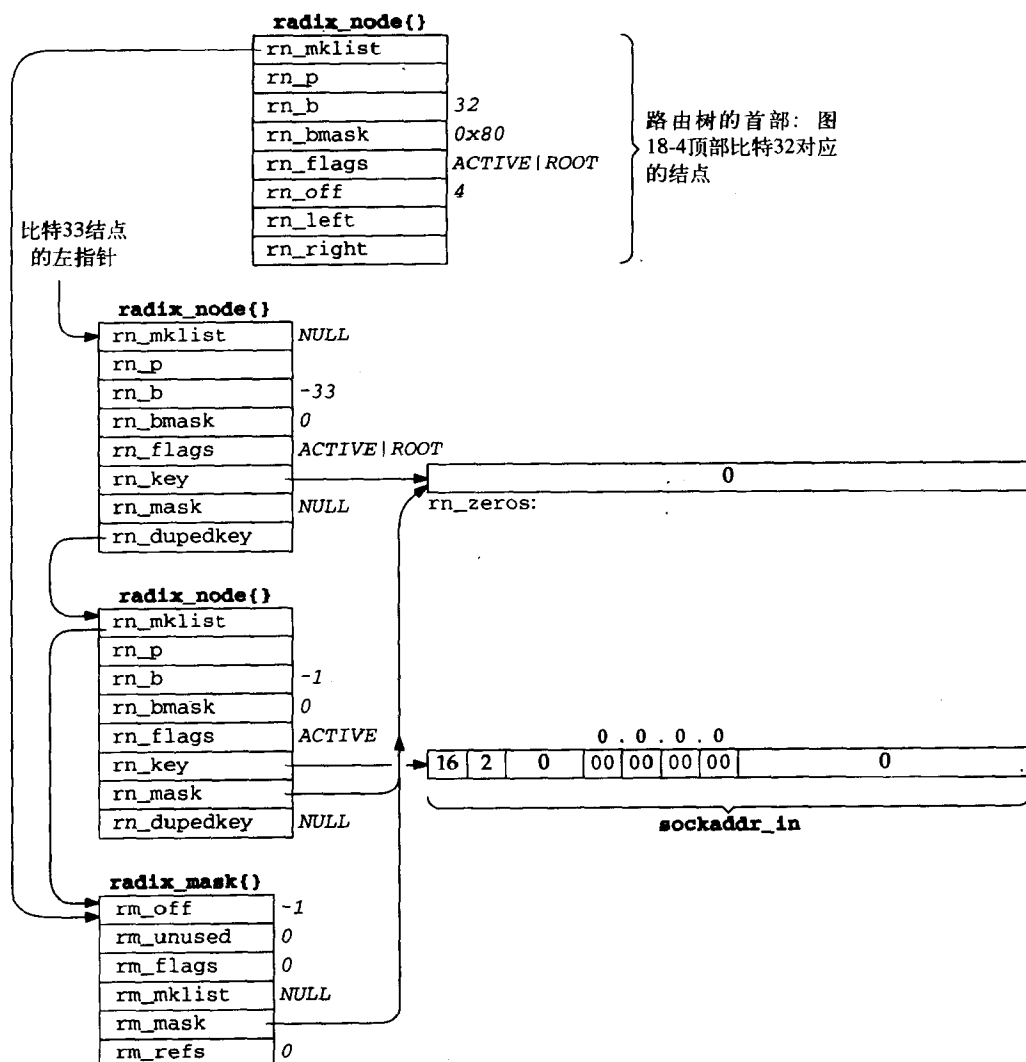 radix_node{}
rn_mklist
rn_p
rn_b 32
rn_bmask 0x80
rn_flags ACTIVE|ROOT
rn_off 4
rn_left
rn_right
路由树的首部：图
18-4顶部比特32对应
的结点
比特33结点
的左指针
radix_node{}
rn_mklist NULL
rn_p
rn_b -33
rn_bmask 0
rn_flags ACTIVE|ROOT
rn_key
rn_mask NULL
rn_dupedkey
0
rn_zeros:
radix_node{}
rn_mklist
rn_p
rn_b -1
rn_bmask 0
rn_flags ACTIVE
rn_key
rn_mask
rn_dupedkey NULL
0 . 0 . 0 . 0
16 2 0 00 00 00 00 0
sockaddr_in
radix_mask{}
rm_off -1
rm_unused 0
rm_flags 0
rm_mklist NULL
rm_mask
rm_refs 0